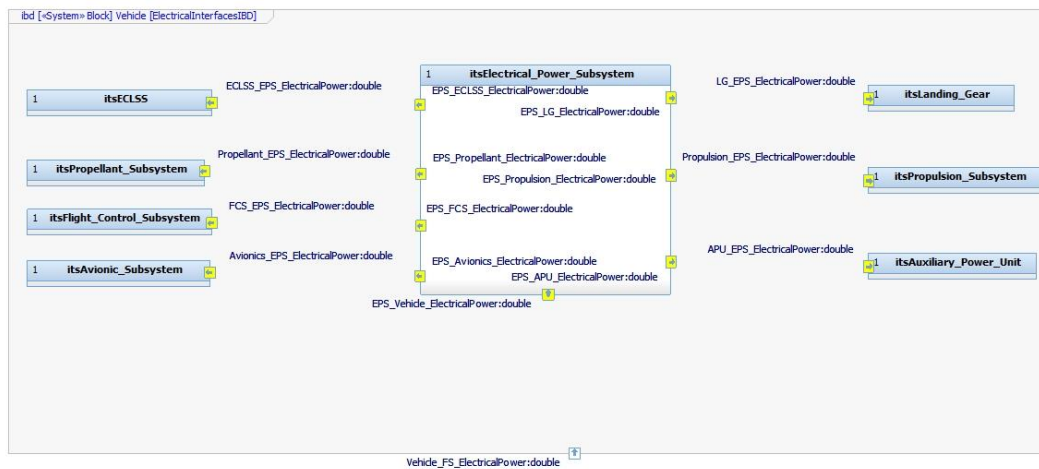 ibd [«System» Block] Vehicle [ElectricalInterfacesIBD]
1 itsElectrical_Power_Subsystem
ECLSS_EPS_ElectricalPower:double
EPS_ECLSS_ElectricalPower:double
LG_EPS_ElectricalPower:double
1 itsECLSS
EPS_LG_ElectricalPower:double
1 itsLanding_Gear
Propellant_EPS_ElectricalPower:double
EPS_Propellant_ElectricalPower:double
Propulsion_EPS_ElectricalPower:double
1 itsPropellant_Subsystem
EPS_Propulsion_ElectricalPower:double
1 itsPropulsion_Subsystem
FCS_EPS_ElectricalPower:double
EPS_FCS_ElectricalPower:double
1 itsFlight_Control_Subsystem
Avionics_EPS_ElectricalPower:double
EPS_Avionics_ElectricalPower:double
APU_EPS_ElectricalPower:double
1 itsAvionic_Subsystem
EPS_APU_ElectricalPower:double
1 itsAuxiliary_Power_Unit
EPS_Vehicle_ElectricalPower:double
Vehicle_FS_ElectricalPower:double